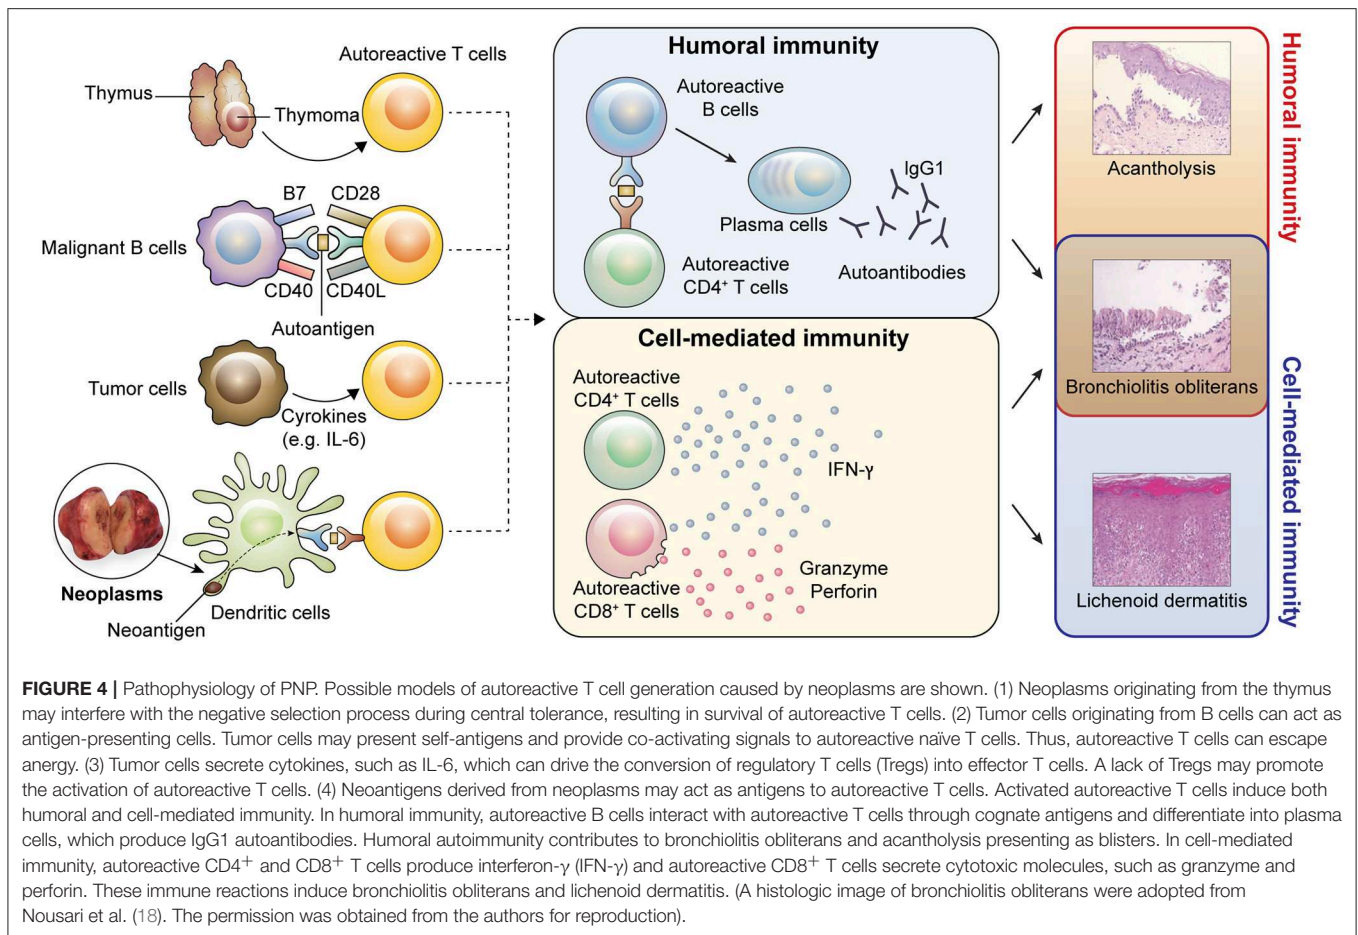 Autoreactive T cells
Thymus
Thymoma
B7
CD28
Malignant B cells
CD40
CD40L
Autoantigen
Tumor cells
Cyrokines
(e.g. IL-6)
Neoplasms
Dendritic cells
Neoantigen
Humoral immunity
Autoreactive
B cells
IgG1
Plasma cells
Autoreactive
CD4⁺ T cells
Autoantibodies
Cell-mediated immunity
Autoreactive
CD4⁺ T cells
IFN-γ
Autoreactive
CD8⁺ T cells
Granzyme
Perforin
Acantholysis
Bronchiolitis obliterans
Lichenoid dermatitis
Humoral immunity
Cell-mediated immunity
FIGURE 4 | Pathophysiology of PNP. Possible models of autoreactive T cell generation caused by neoplasms are shown. (1) Neoplasms originating from the thymus
may interfere with the negative selection process during central tolerance, resulting in survival of autoreactive T cells. (2) Tumor cells originating from B cells can act as
antigen-presenting cells. Tumor cells may present self-antigens and provide co-activating signals to autoreactive naïve T cells. Thus, autoreactive T cells can escape
anergy. (3) Tumor cells secrete cytokines, such as IL-6, which can drive the conversion of regulatory T cells (Tregs) into effector T cells. A lack of Tregs may promote
the activation of autoreactive T cells. (4) Neoantigens derived from neoplasms may act as antigens to autoreactive T cells. Activated autoreactive T cells induce both
humoral and cell-mediated immunity. In humoral immunity, autoreactive B cells interact with autoreactive T cells through cognate antigens and differentiate into plasma
cells, which produce IgG1 autoantibodies. Humoral autoimmunity contributes to bronchiolitis obliterans and acantholysis presenting as blisters. In cell-mediated
immunity, autoreactive CD4⁺ and CD8⁺ T cells produce interferon-γ (IFN-γ) and autoreactive CD8⁺ T cells secrete cytotoxic molecules, such as granzyme and
perforin. These immune reactions induce bronchiolitis obliterans and lichenoid dermatitis. (A histologic image of bronchiolitis obliterans were adopted from
Nousari et al. (18). The permission was obtained from the authors for reproduction).